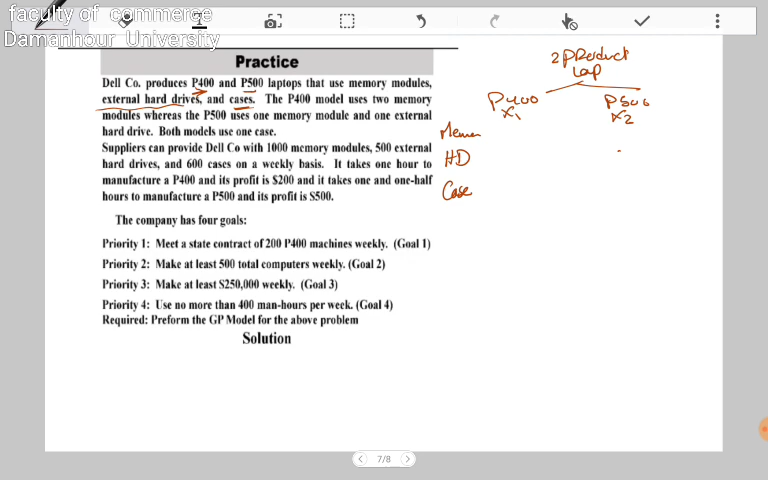 faculty of commerce
Damanhour University
Practice
Dell Co. produces P400 and P500 laptops that use memory modules,
external hard drives, and cases. The P400 model uses two memory
modules whereas the P500 uses one memory module and one external
hard drive. Both models use one case.
Suppliers can provide Dell Co with 1000 memory modules, 500 external
hard drives, and 600 cases on a weekly basis. It takes one hour to
manufacture a P400 and its profit is $200 and it takes one and one-half
hours to manufacture a P500 and its profit is $500.
The company has four goals:
Priority 1: Meet a state contract of 200 P400 machines weekly. (Goal 1)
Priority 2: Make at least 500 total computers weekly. (Goal 2)
Priority 3: Make at least $250,000 weekly. (Goal 3)
Priority 4: Use no more than 400 man-hours per week. (Goal 4)
Required: Preform the GP Model for the above problem
Solution
2 Product
Lap
P400 P500
X1 X2
HD
Case
7/8